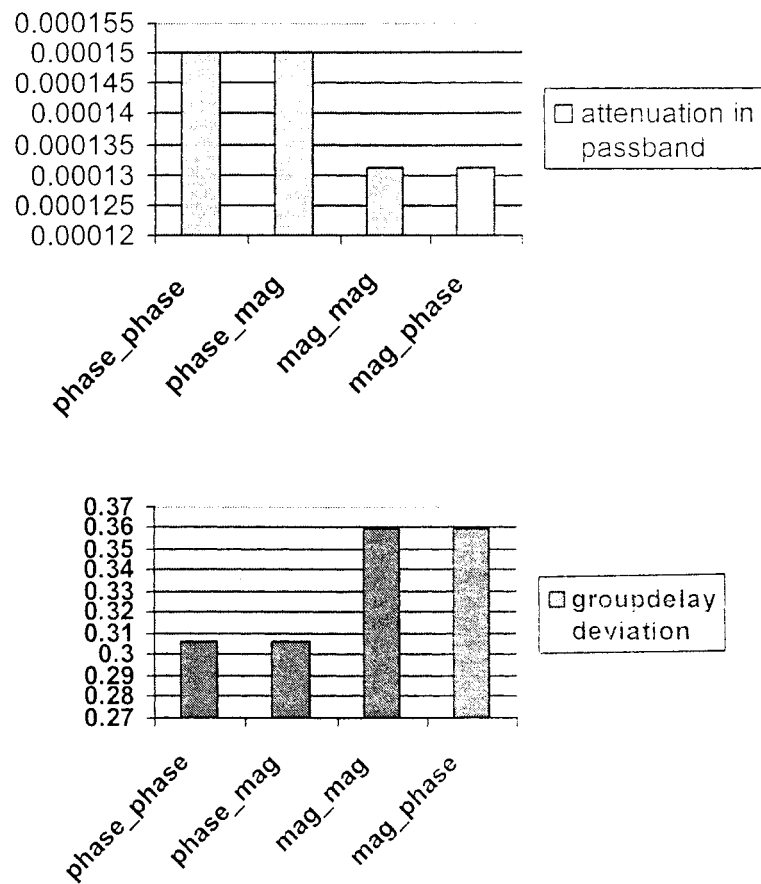 0.000155
0.00015
0.000145
0.00014
0.000135
0.00013
0.000125
0.00012
phase_phase
phase_mag
mag_mag
mag_phase
attenuation in
passband
0.37
0.36
0.35
0.34
0.33
0.32
0.31
0.3
0.29
0.28
0.27
phase_phase
phase_mag
mag_mag
mag_phase
groupdelay
deviation